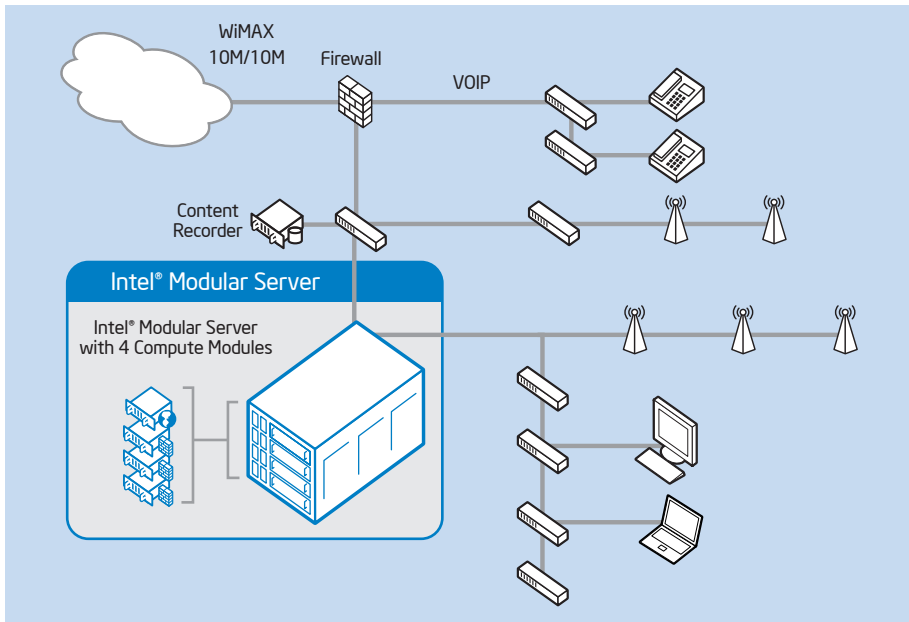 WiMAX
10M/10M
Firewall
VOIP
Content
Recorder
Intel® Modular Server
Intel® Modular Server
with 4 Compute Modules